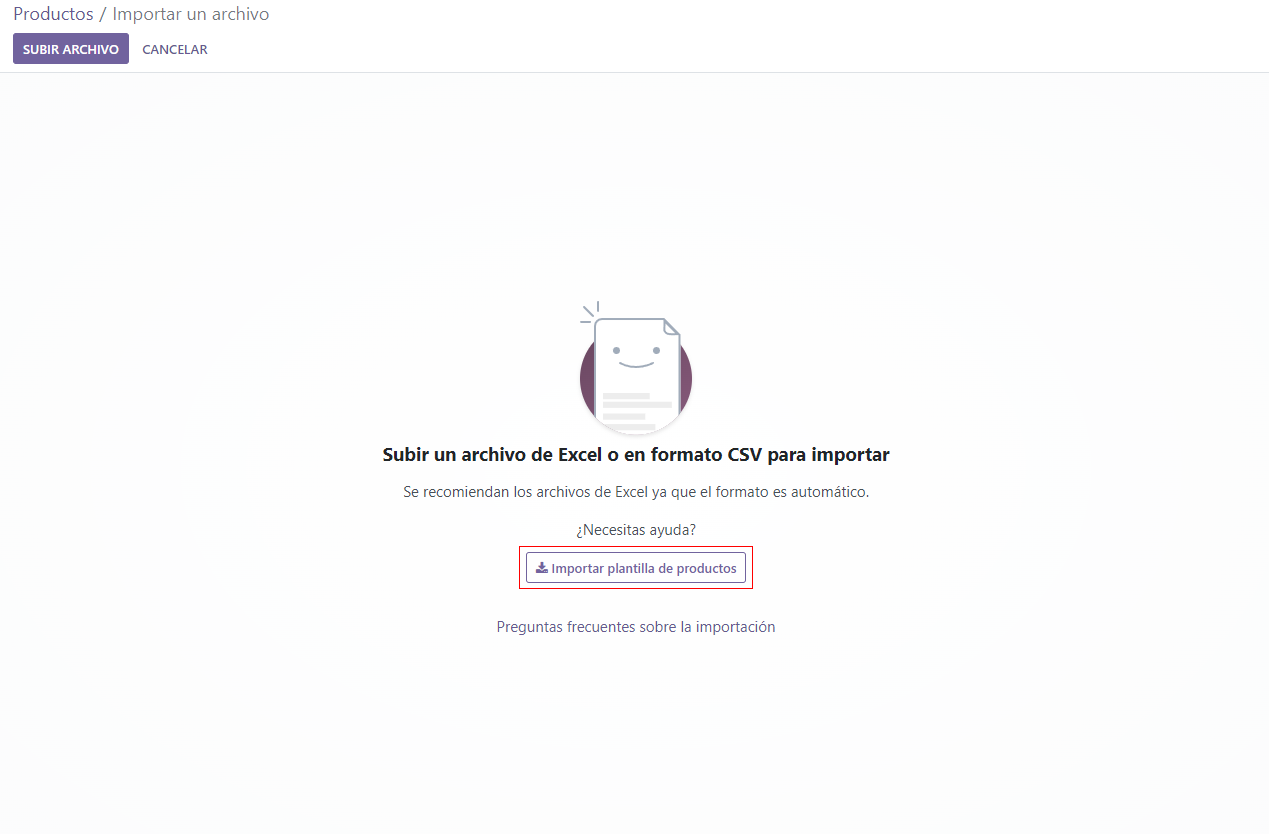 Productos / Importar un archivo
SUBIR ARCHIVO CANCELAR
Subir un archivo de Excel o en formato CSV para importar
Se recomiendan los archivos de Excel ya que el formato es automático.
¿Necesitas ayuda?
Importar plantilla de productos
Preguntas frecuentes sobre la importación